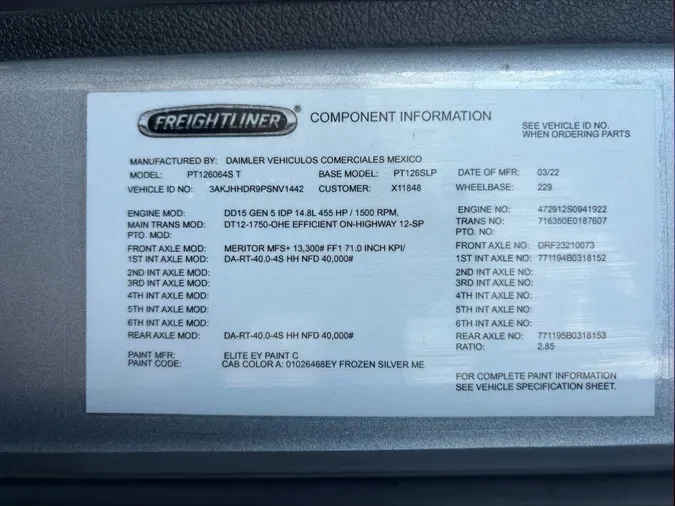 FREIGHTLINER® COMPONENT INFORMATION
SEE VEHICLE ID NO.
WHEN ORDERING PARTS
MANUFACTURED BY: DAIMLER VEHICULOS COMERCIALES MEXICO
MODEL: PT126064S T BASE MODEL: PT126SLP DATE OF MFR: 03/22
VEHICLE ID NO: 3AKJHHDR9PSNV1442 CUSTOMER: X11848 WHEELBASE: 229
ENGINE MOD: DD15 GEN 5 IDP 14.8L 455 HP / 1500 RPM, ENGINE NO: 472912S0941922
MAIN TRANS MOD: DT12-1750-OHE EFFICIENT ON-HIGHWAY 12-SP TRANS NO: 716350E0187607
PTO. MOD: PTO. NO:
FRONT AXLE MOD: MERITOR MFS+ 13,300# FF1 71.0 INCH KPI/ FRONT AXLE NO: DRF23210073
1ST INT AXLE MOD: DA-RT-40.0-4S HH NFD 40,000# 1ST INT AXLE NO: 771194B0318152
2ND INT AXLE MOD: 2ND INT AXLE NO:
3RD INT AXLE MOD: 3RD INT AXLE NO:
4TH INT AXLE MOD: 4TH INT AXLE NO:
5TH INT AXLE MOD: 5TH INT AXLE NO:
6TH INT AXLE MOD: 6TH INT AXLE NO:
REAR AXLE MOD: DA-RT-40.0-4S HH NFD 40,000# REAR AXLE NO: 771195B0318153
RATIO: 2.85
PAINT MFR: ELITE EY PAINT C
PAINT CODE: CAB COLOR A: 01026468EY FROZEN SILVER ME
FOR COMPLETE PAINT INFORMATION
SEE VEHICLE SPECIFICATION SHEET.